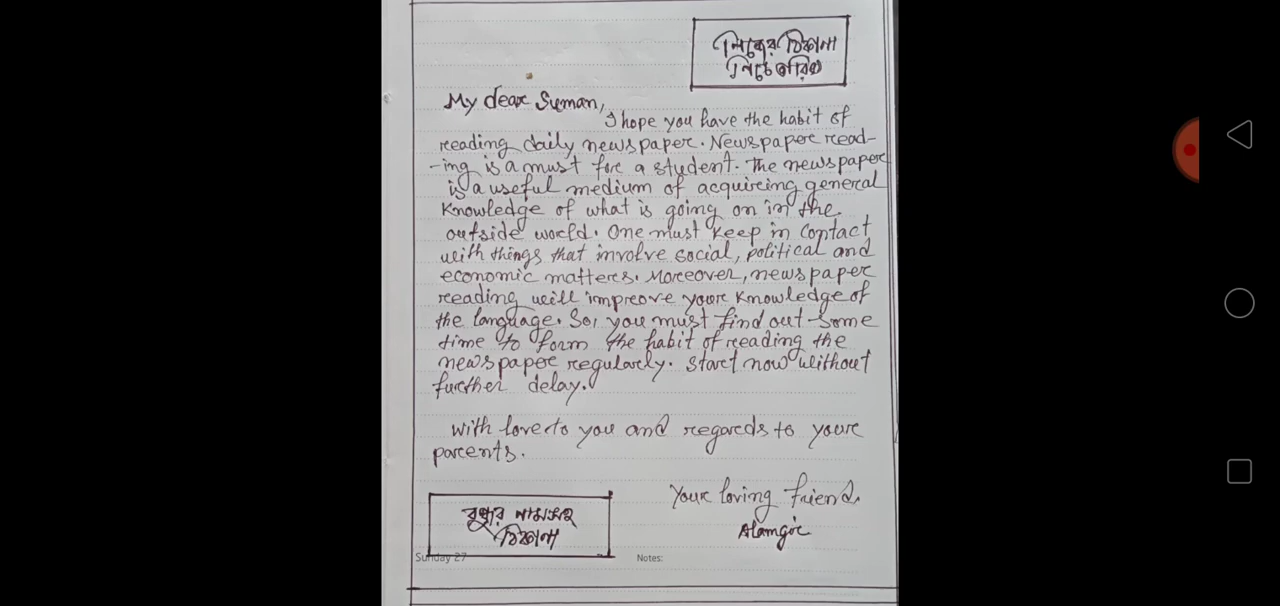 নিজের ঠিকানা
নিচে তারিখ
My dear Suman,
I hope you have the habit of
reading daily newspaper. Newspaper read-
-ing is a must for a student. The newspaper
is a useful medium of acquiring general
knowledge of what is going on in the
outside world. One must keep in contact
with things that involve social, political and
economic matters. Moreover, newspaper
reading will improve your knowledge of
the language. So, you must find out some
time to form the habit of reading the
newspaper regularly. Start now without
further delay.
With love to you and regards to your
parents.
Your loving friend.
Alamgir
বন্ধুর নামসহ
ঠিকানা
Sunday 27
Notes: